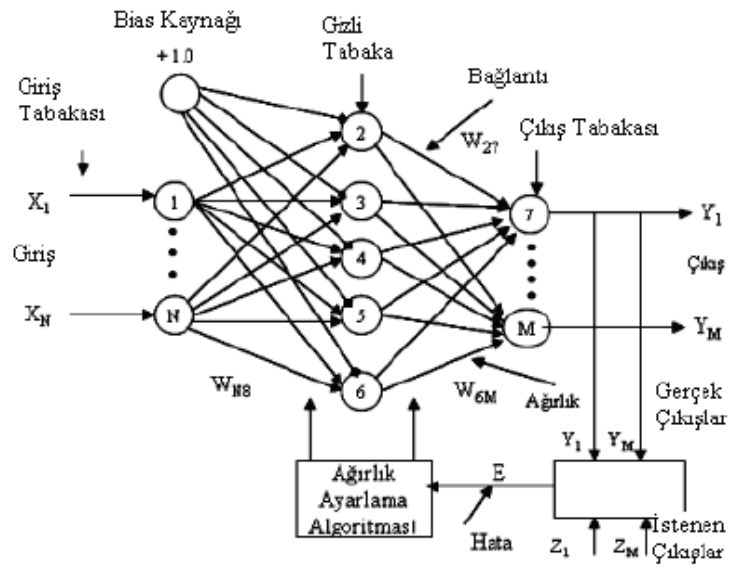 Bias Kaynağı
+1.0
Gizli
Tabaka
Giriş
Tabakası
Bağlantı
W27
Çıkış Tabakası
2
X1
1
3
7
Y1
Giriş
4
Çıkış
XN
N
5
M
YM
WN8
6
W6M
Ağırlık
Gerçek
Çıkışlar
Y1
YM
Ağırlık
Ayarlama
Algoritması
E
Hata
Z1
ZM
İstenen
Çıkışlar